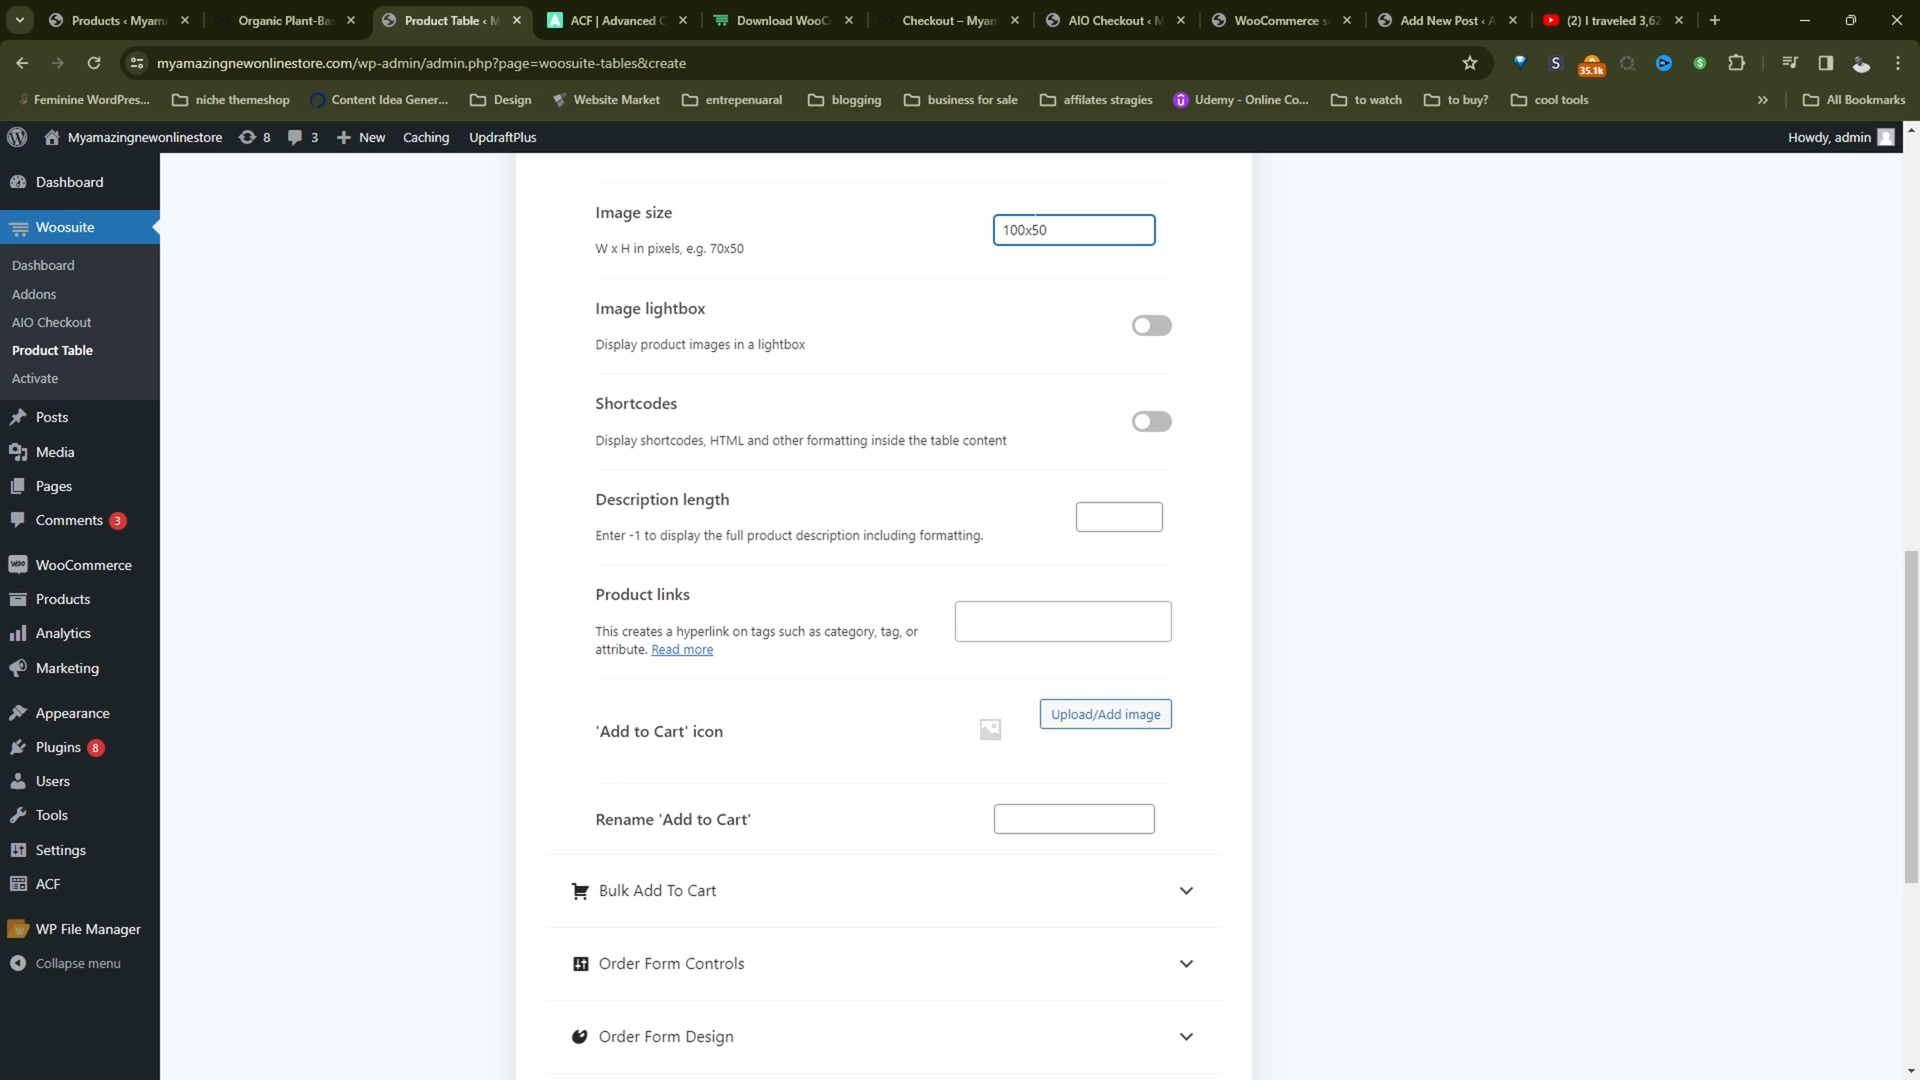 Products ‹ Myam
Organic Plant-Ba
Product Table ‹ M
ACF | Advanced C
Download WooC
Checkout – Myam
AIO Checkout ‹ M
WooCommerce s
Add New Post ‹ A
(2) I traveled 3,62
myamazingnewonlinestore.com/wp-admin/admin.php?page=woosuite-tables&create
S
35.1k
Feminine WordPres...
niche themeshop
Content Idea Gener...
Design
Website Market
entrepenuaral
blogging
business for sale
affilates stragies
Udemy - Online Co...
to watch
to buy?
cool tools
All Bookmarks
Myamazingnewonlinestore
8
3
New
Caching
UpdraftPlus
Howdy, admin
Dashboard
Woosuite
Dashboard
Addons
AIO Checkout
Product Table
Activate
Posts
Media
Pages
Comments 3
WooCommerce
Products
Analytics
Marketing
Appearance
Plugins 8
Users
Tools
Settings
ACF
WP File Manager
Collapse menu
Image size
W x H in pixels, e.g. 70x50
100x50
Image lightbox
Display product images in a lightbox
Shortcodes
Display shortcodes, HTML and other formatting inside the table content
Description length
Enter -1 to display the full product description including formatting.
Product links
This creates a hyperlink on tags such as category, tag, or
attribute. Read more
'Add to Cart' icon
Upload/Add image
Rename 'Add to Cart'
Bulk Add To Cart
Order Form Controls
Order Form Design